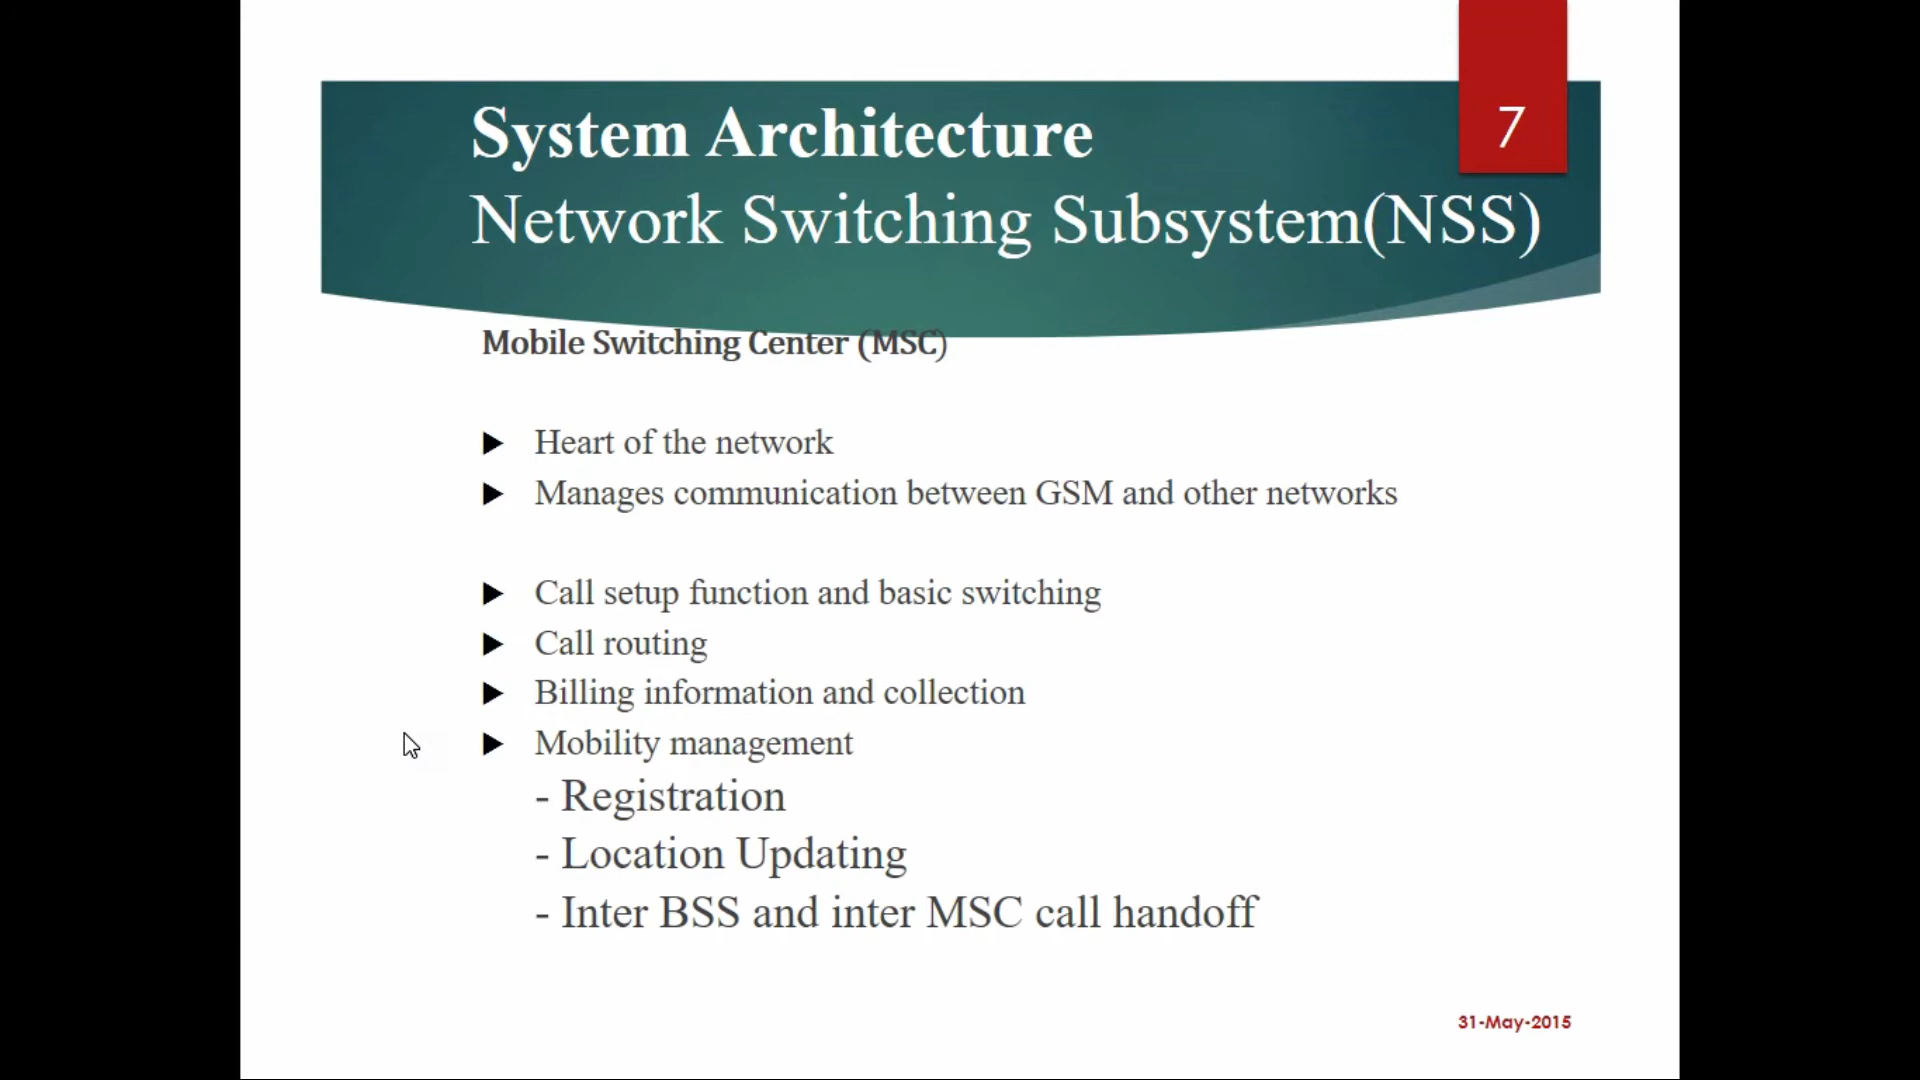 7
System Architecture
Network Switching Subsystem(NSS)
Mobile Switching Center (MSC)
Heart of the network
Manages communication between GSM and other networks
Call setup function and basic switching
Call routing
Billing information and collection
Mobility management
- Registration
- Location Updating
- Inter BSS and inter MSC call handoff
31-May-2015